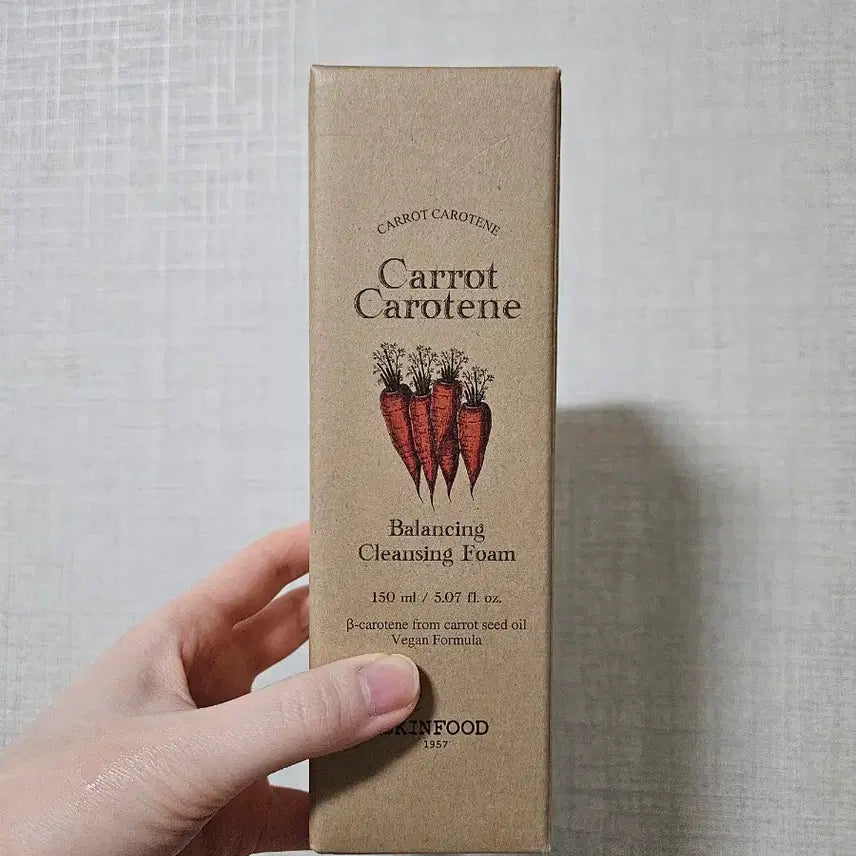 CARROT CAROTENE
Carrot
Carotene
Balancing
Cleansing Foam
150 ml / 5.07 fl. oz.
β-carotene from carrot seed oil
Vegan Formula
SKINFOOD
1957